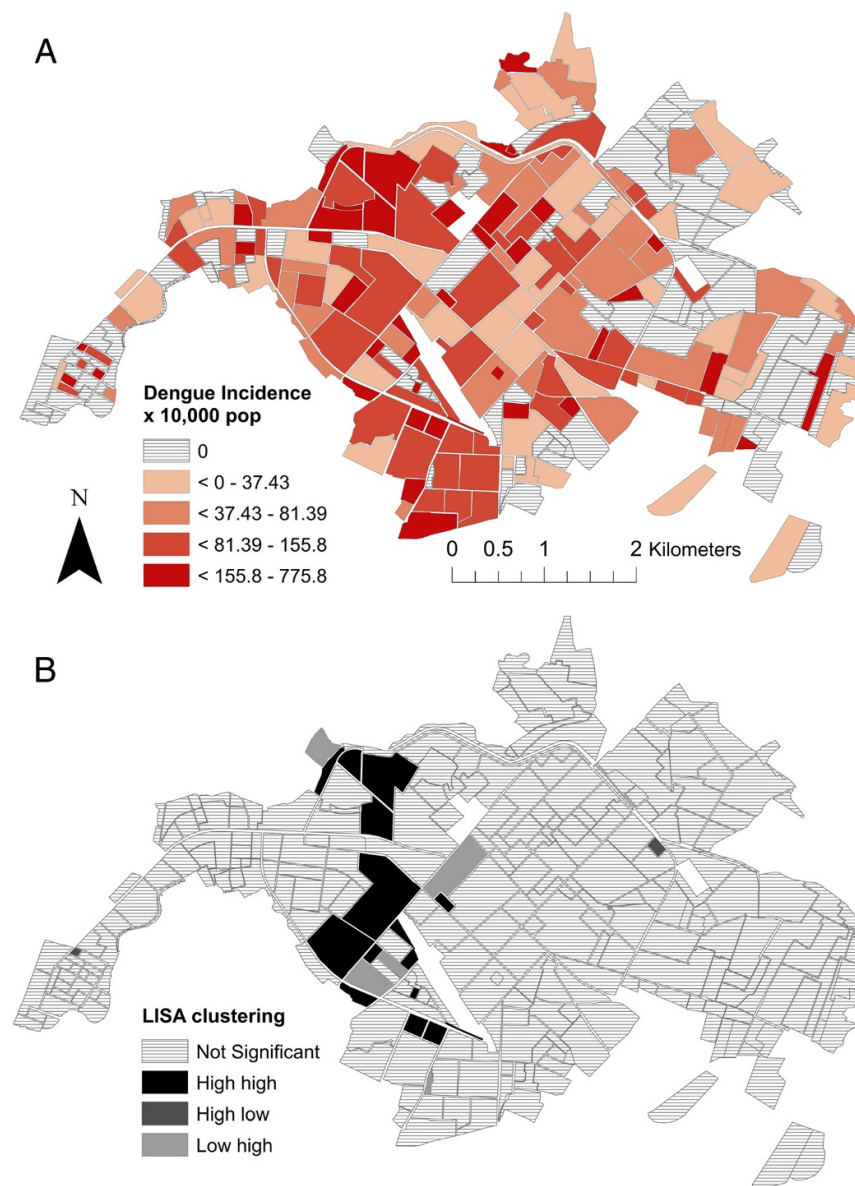 A
Dengue Incidence
x 10,000 pop
0
< 0 - 37.43
< 37.43 - 81.39
< 81.39 - 155.8
< 155.8 - 775.8
N
0 0.5 1 2 Kilometers
B
LISA clustering
Not Significant
High high
High low
Low high